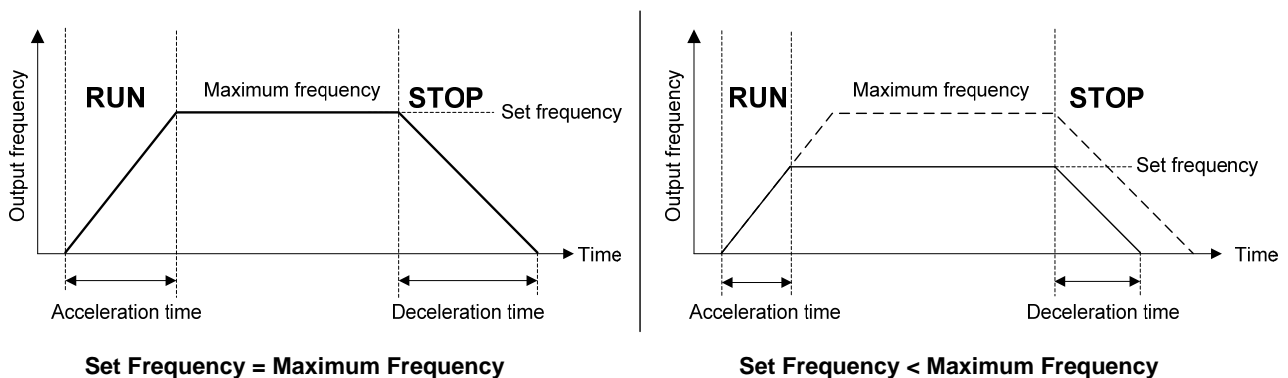 Output frequency
RUN
Maximum frequency
STOP
Set frequency
Time
Acceleration time
Deceleration time
Set Frequency = Maximum Frequency
Output frequency
RUN
Maximum frequency
STOP
Set frequency
Time
Acceleration time
Deceleration time
Set Frequency < Maximum Frequency